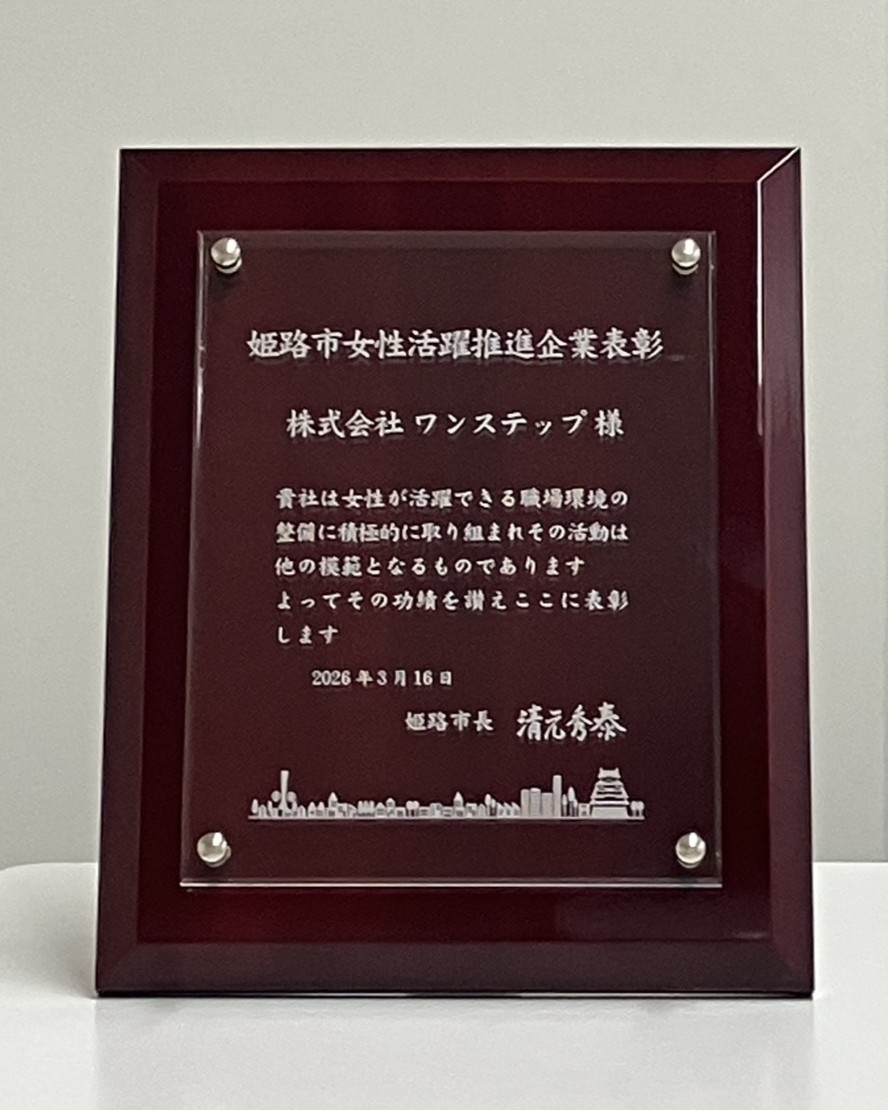 姫路市女性活躍推進企業表彰
株式会社 ワンステップ 様
貴社は女性が活躍できる職場環境の
整備に積極的に取り組まれその活動は
他の模範となるものであります
よってその功績を讃えここに表彰
します
2026年3月16日
姫路市長 清元秀泰